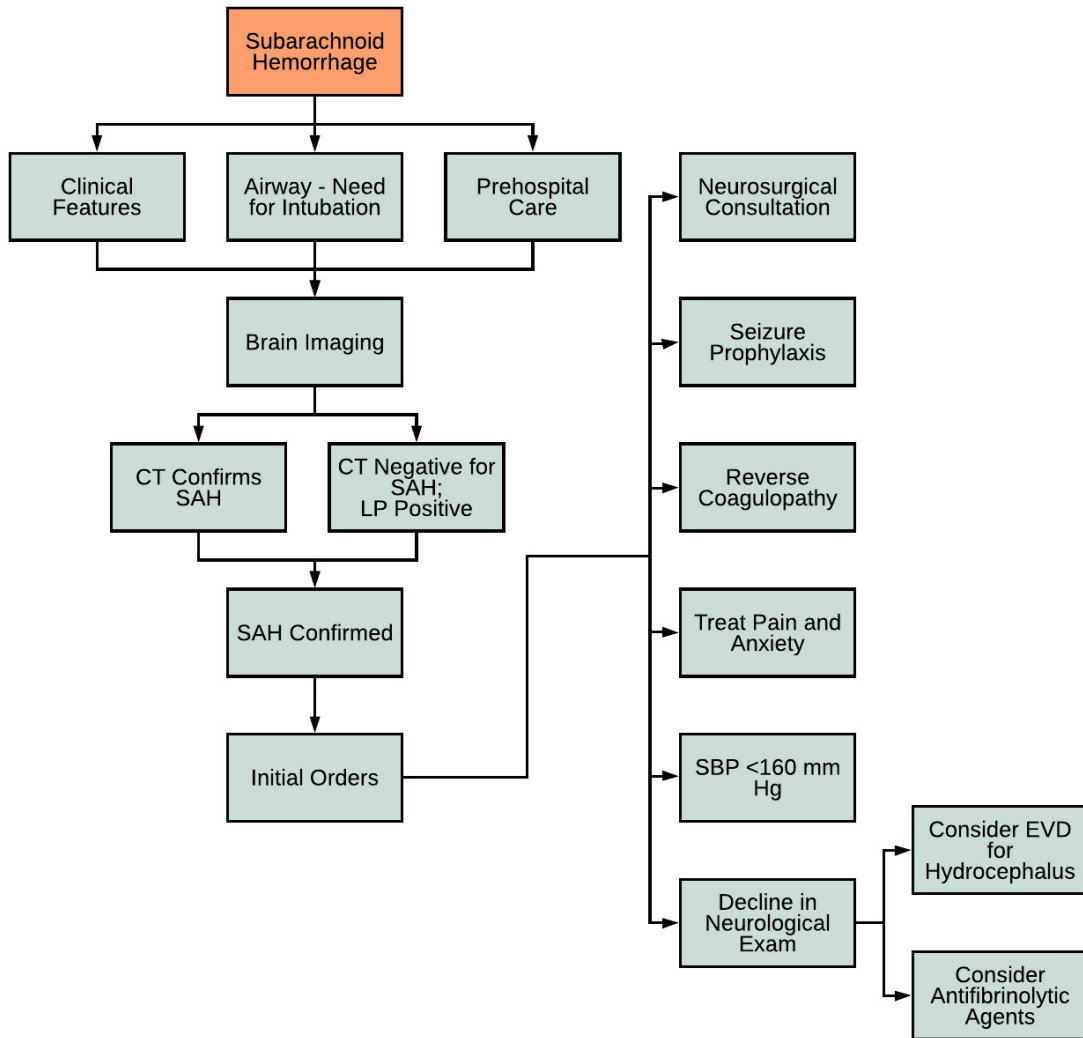 Subarachnoid
Hemorrhage
Clinical
Features
Airway - Need
for Intubation
Prehospital
Care
Brain Imaging
CT Confirms
SAH
CT Negative for
SAH;
LP Positive
SAH Confirmed
Initial Orders
Neurosurgical
Consultation
Seizure
Prophylaxis
Reverse
Coagulopathy
Treat Pain and
Anxiety
SBP <160 mm
Hg
Decline in
Neurological
Exam
Consider EVD
for
Hydrocephalus
Consider
Antifibrinolytic
Agents